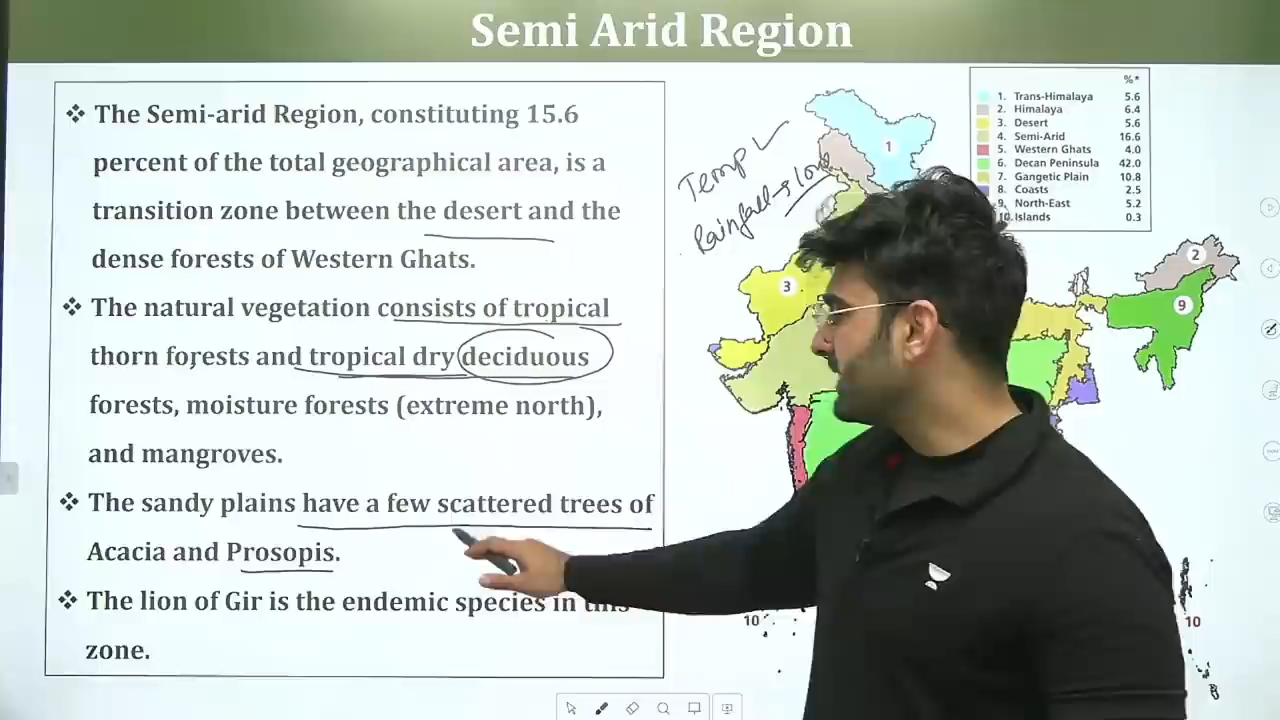 Semi Arid Region
❖ The Semi-arid Region, constituting 15.6
percent of the total geographical area, is a
transition zone between the desert and the
dense forests of Western Ghats.
❖ The natural vegetation consists of tropical
thorn forests and tropical dry deciduous
forests, moisture forests (extreme north),
and mangroves.
❖ The sandy plains have a few scattered trees of
Acacia and Prosopis.
❖ The lion of Gir is the endemic species in this
zone.
Temp
Rainfall → low
%*
1. Trans-Himalaya 5.6
2. Himalaya 6.4
3. Desert 5.6
4. Semi-Arid 16.6
5. Western Ghats 4.0
6. Decan Peninsula 42.0
7. Gangetic Plain 10.8
8. Coasts 2.5
9. North-East 5.2
10. Islands 0.3
1
2
3
9
10
10